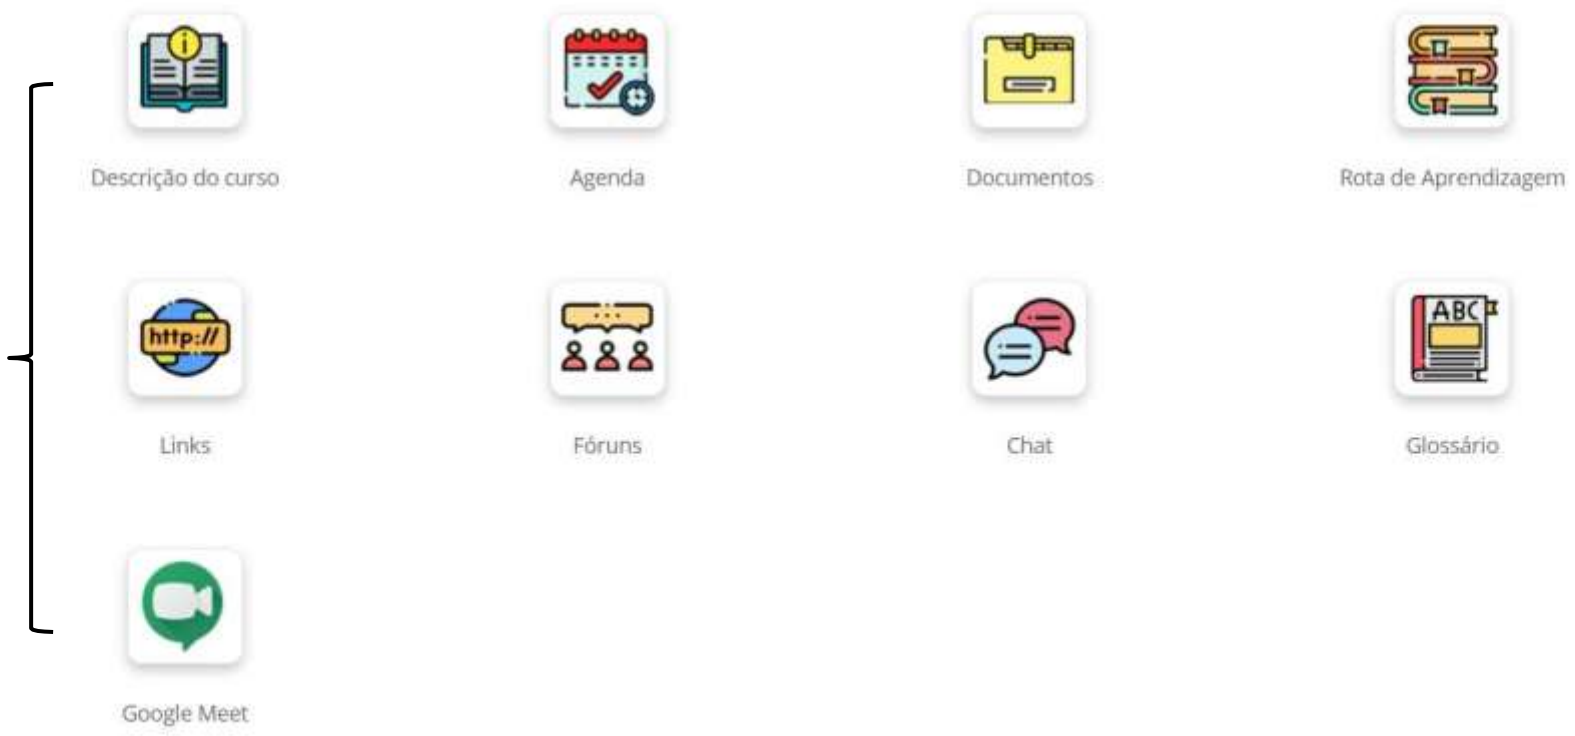 i
Descrição do curso
Agenda
Documentos
Rota de Aprendizagem
http://
ABC
Links
Fóruns
Chat
Glossário
Google Meet